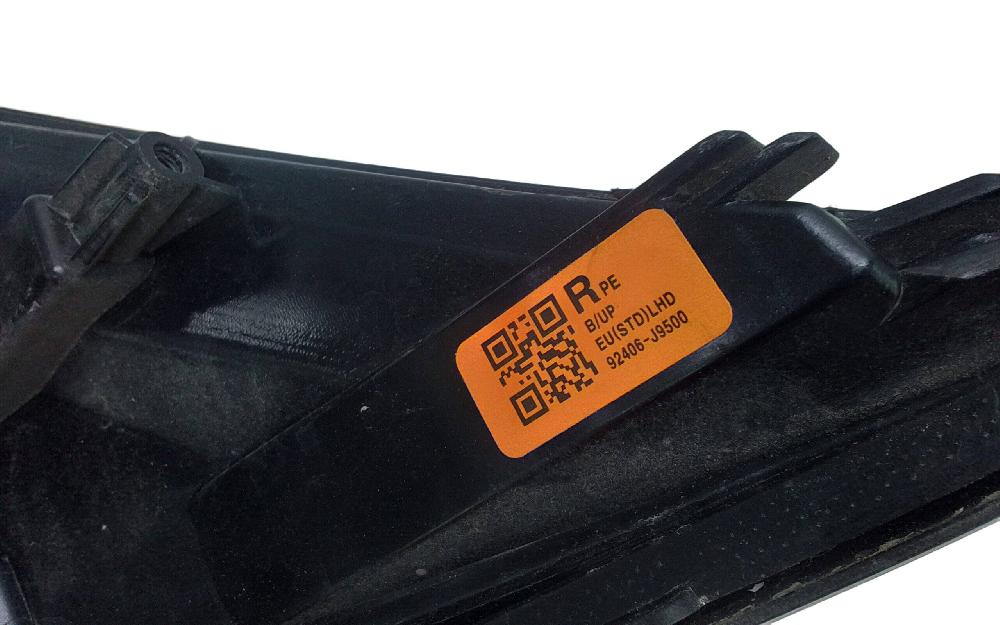 R PE
B/UP
EU(STD)LHD
92406-J9500